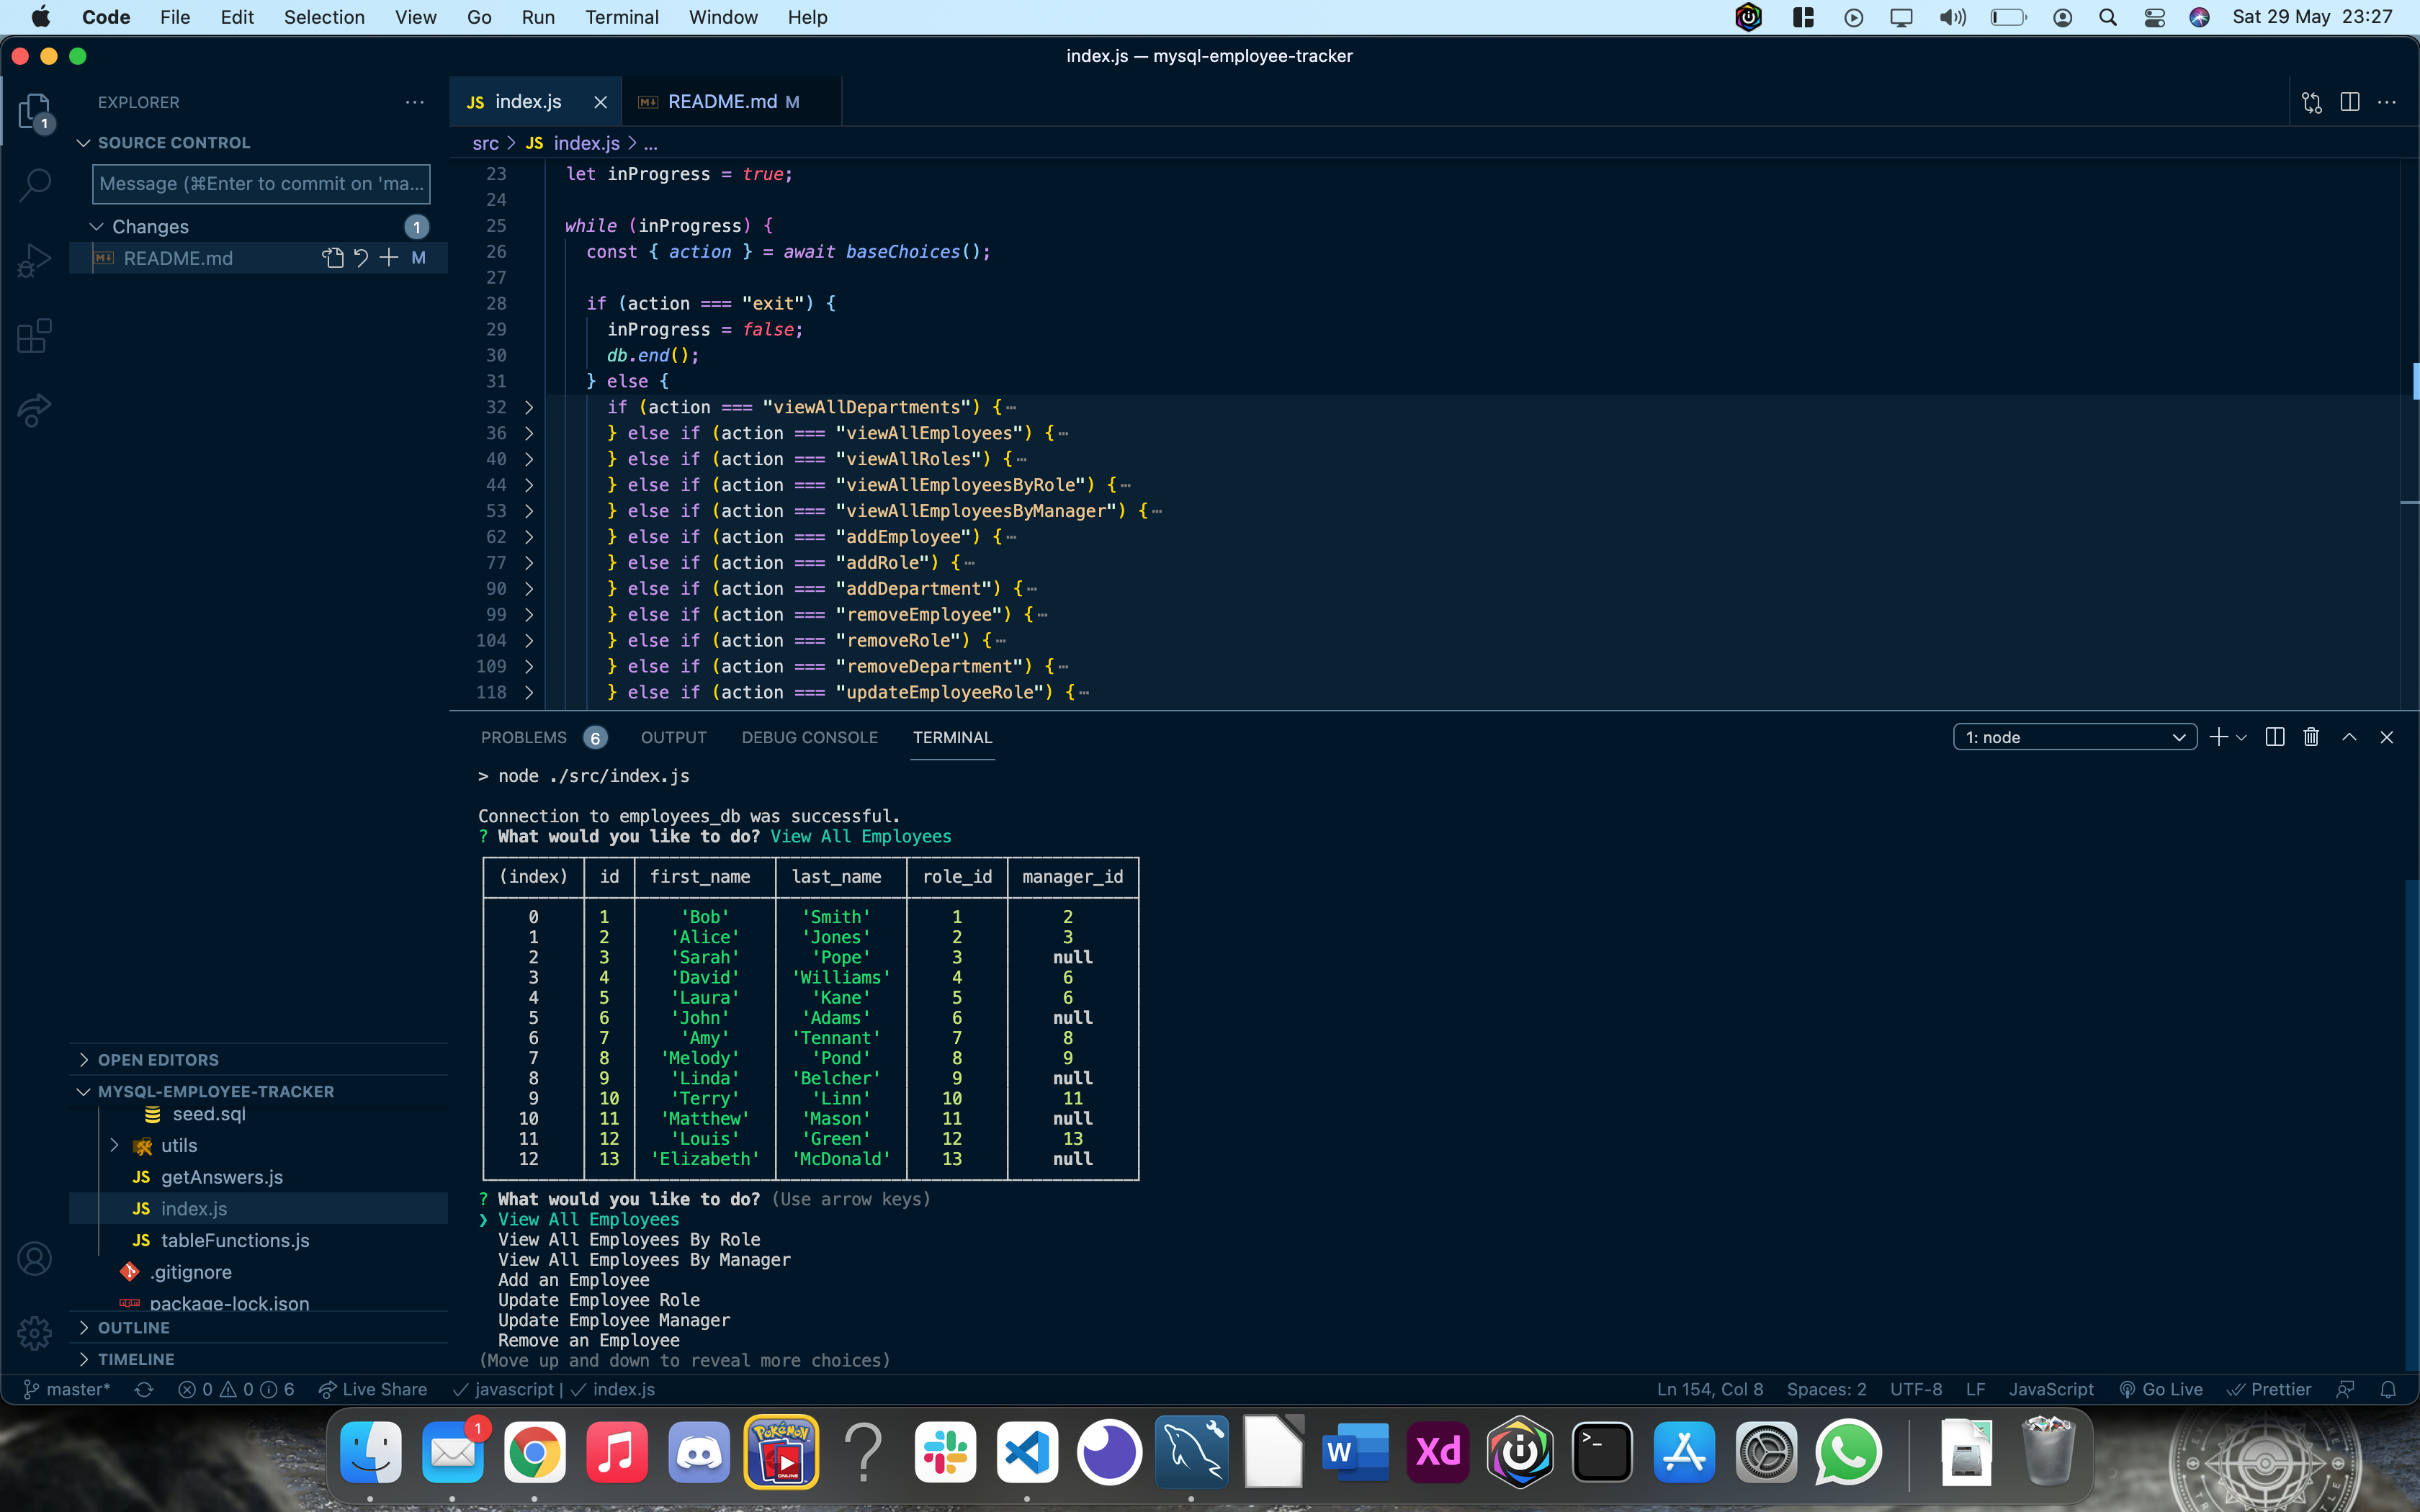 Code File Edit Selection View Go Run Terminal Window Help Sat 29 May 23:27
index.js — mysql-employee-tracker
EXPLORER
SOURCE CONTROL
Message (⌘Enter to commit on 'ma...
Changes 1
README.md M
JS index.js README.md M
src > JS index.js > ...
23 let inProgress = true;
24
25 while (inProgress) {
26 const { action } = await baseChoices();
27
28 if (action === "exit") {
29 inProgress = false;
30 db.end();
31 } else {
32 if (action === "viewAllDepartments") {…
36 } else if (action === "viewAllEmployees") {…
40 } else if (action === "viewAllRoles") {…
44 } else if (action === "viewAllEmployeesByRole") {…
53 } else if (action === "viewAllEmployeesByManager") {…
62 } else if (action === "addEmployee") {…
77 } else if (action === "addRole") {…
90 } else if (action === "addDepartment") {…
99 } else if (action === "removeEmployee") {…
104 } else if (action === "removeRole") {…
109 } else if (action === "removeDepartment") {…
118 } else if (action === "updateEmployeeRole") {…
PROBLEMS 6 OUTPUT DEBUG CONSOLE TERMINAL 1: node
> node ./src/index.js
Connection to employees_db was successful.
? What would you like to do? View All Employees
(index) id first_name last_name role_id manager_id
0 1 'Bob' 'Smith' 1 2
1 2 'Alice' 'Jones' 2 3
2 3 'Sarah' 'Pope' 3 null
3 4 'David' 'Williams' 4 6
4 5 'Laura' 'Kane' 5 6
5 6 'John' 'Adams' 6 null
6 7 'Amy' 'Tennant' 7 8
7 8 'Melody' 'Pond' 8 9
8 9 'Linda' 'Belcher' 9 null
9 10 'Terry' 'Linn' 10 11
10 11 'Matthew' 'Mason' 11 null
11 12 'Louis' 'Green' 12 13
12 13 'Elizabeth' 'McDonald' 13 null
? What would you like to do? (Use arrow keys)
❯ View All Employees
View All Employees By Role
View All Employees By Manager
Add an Employee
Update Employee Role
Update Employee Manager
Remove an Employee
(Move up and down to reveal more choices)
OPEN EDITORS
MYSQL-EMPLOYEE-TRACKER
seed.sql
utils
JS getAnswers.js
JS index.js
JS tableFunctions.js
.gitignore
package-lock.json
OUTLINE
TIMELINE
master* 0 0 6 Live Share javascript | index.js Ln 154, Col 8 Spaces: 2 UTF-8 LF JavaScript Go Live Prettier
1
Pokémon
ONLINE
W
Xd